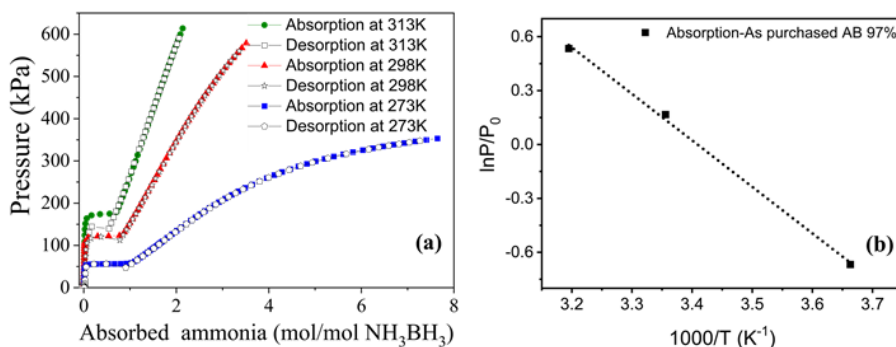 600
500
400
300
200
100
0
Pressure (kPa)
Absorption at 313K
Desorption at 313K
Absorption at 298K
Desorption at 298K
Absorption at 273K
Desorption at 273K
(a)
0 2 4 6 8
Absorbed ammonia (mol/mol NH₃BH₃)
0.6
0.3
0.0
-0.3
-0.6
lnP/P₀
Absorption-As purchased AB 97%
(b)
3.2 3.3 3.4 3.5 3.6 3.7
1000/T (K⁻¹)